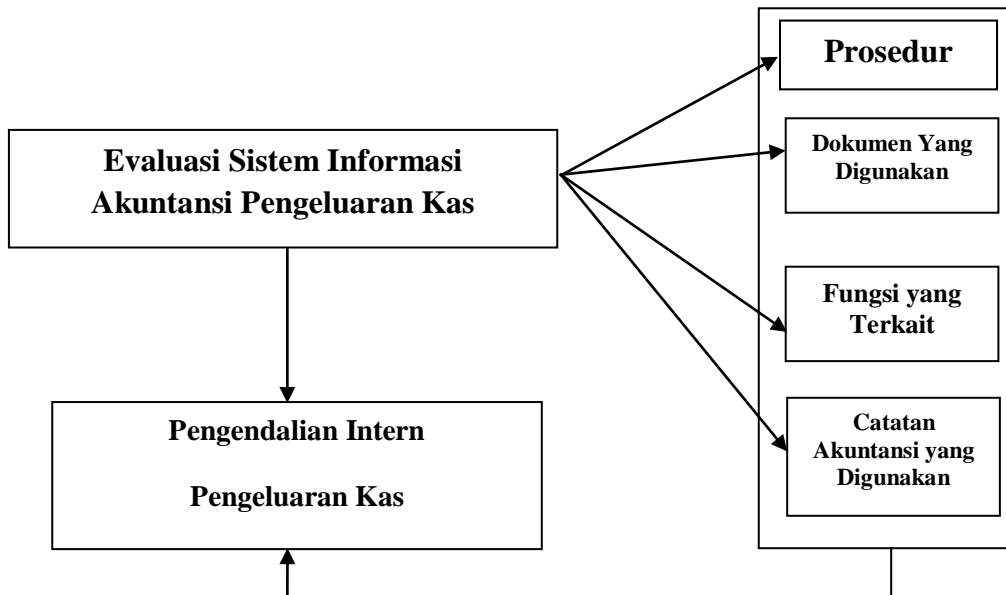 Evaluasi Sistem Informasi
Akuntansi Pengeluaran Kas
Pengendalian Intern
Pengeluaran Kas
Prosedur
Dokumen Yang
Digunakan
Fungsi yang
Terkait
Catatan
Akuntansi yang
Digunakan